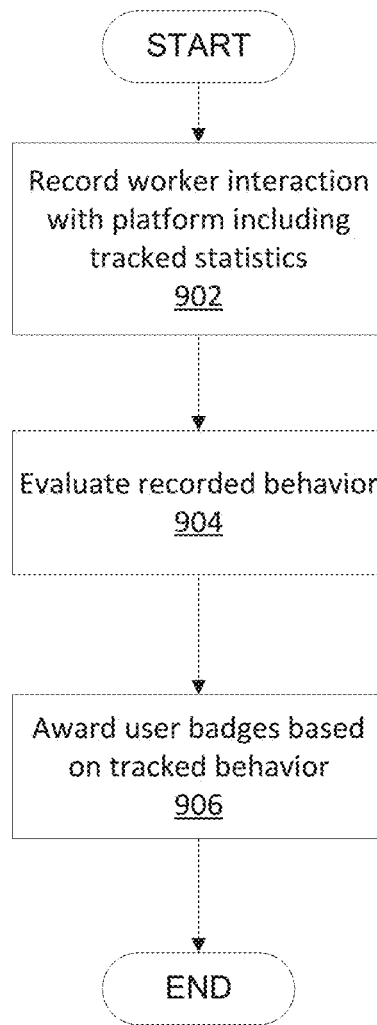 START
Record worker interaction
with platform including
tracked statistics
902
Evaluate recorded behavior
904
Award user badges based
on tracked behavior
906
END